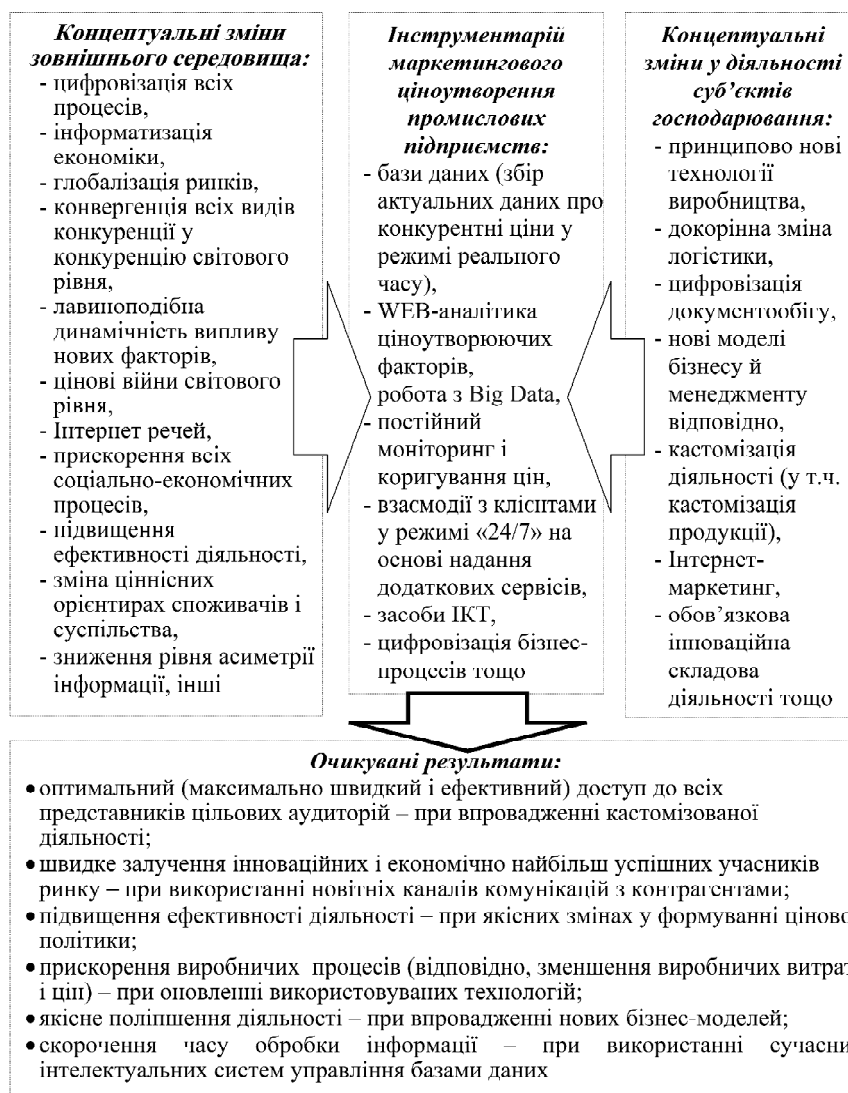 Концептуальні зміни
зовнішнього середовища:
- цифровізація всіх
процесів,
- інформатизація
економіки,
- глобалізація ринків,
- конвергенція всіх видів
конкуренції у
конкуренцію світового
рівня,
- лавиноподібна
динамічність впливу
нових факторів,
- цінові війни світового
рівня,
- Інтернет речей,
- прискорення всіх
соціально-економічних
процесів,
- підвищення
ефективності діяльності,
- зміна ціннісних
орієнтирах споживачів і
суспільства,
- зниження рівня асиметрії
інформації, інші
Інструментарій
маркетингового
ціноутворення
промислових
підприємств:
- бази даних (збір
актуальних даних про
конкурентні ціни у
режимі реального
часу),
- WEB-аналітика
ціноутворюючих
факторів,
робота з Big Data,
- постійний
моніторинг і
коригування цін,
- взаємодії з клієнтами
у режимі «24/7» на
основі надання
додаткових сервісів,
- засоби ІКТ,
- цифровізація бізнес-
процесів тощо
Концептуальні
зміни у діяльності
суб’єктів
господарювання:
- принципово нові
технології
виробництва,
- докорінна зміна
логістики,
- цифровізація
документообігу,
- нові моделі
бізнесу й
менеджменту
відповідно,
- кастомізація
діяльності (у т.ч.
кастомізація
продукції),
- Інтернет-
маркетинг,
- обов’язкова
інноваційна
складова
діяльності тощо
Очикувані результати:
• оптимальний (максимально швидкий і ефективний) доступ до всіх
представників цільових аудиторій – при впровадженні кастомізованої
діяльності;
• швидке залучення інноваційних і економічно найбільш успішних учасників
ринку – при використанні новітніх каналів комунікацій з контрагентами;
• підвищення ефективності діяльності – при якісних змінах у формуванні ціново
політики;
• прискорення виробничих процесів (відповідно, зменшення виробничих витрат
і цін) – при оновленні використовуваних технологій;
• якісне поліпшення діяльності – при впровадженні нових бізнес-моделей;
• скорочення часу обробки інформації – при використанні сучасни
інтелектуальних систем управління базами даних